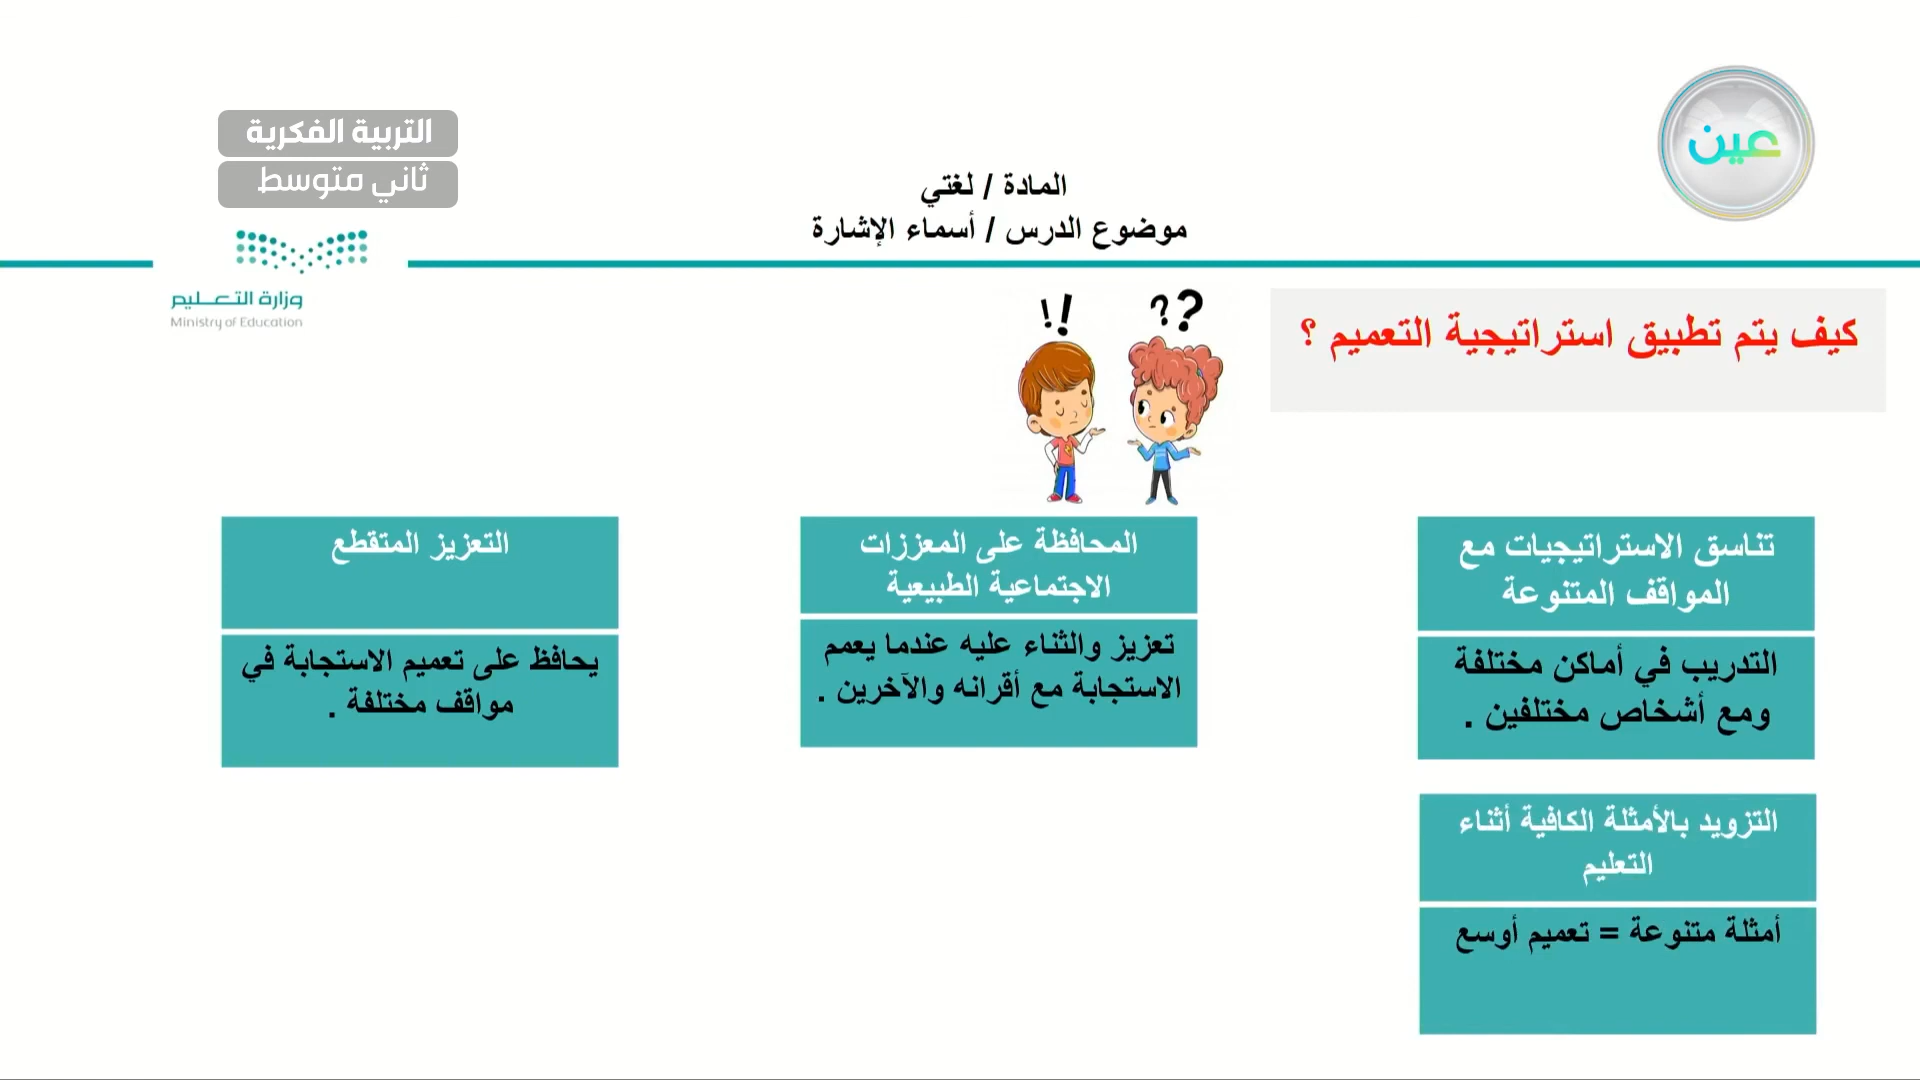 عين
التربية الفكرية
ثاني متوسط
المادة / لغتي
موضوع الدرس / أسماء الإشارة
وزارة التعليم
Ministry of Education
كيف يتم تطبيق استراتيجية التعميم ؟
!!
??
تناسق الاستراتيجيات مع
المواقف المتنوعة
التدريب في أماكن مختلفة
ومع أشخاص مختلفين .
المحافظة على المعززات
الاجتماعية الطبيعية
تعزيز والثناء عليه عندما يعمم
الاستجابة مع أقرانه والآخرين .
التعزيز المتقطع
يحافظ على تعميم الاستجابة في
مواقف مختلفة .
التزويد بالأمثلة الكافية أثناء
التعليم
أمثلة متنوعة = تعميم أوسع